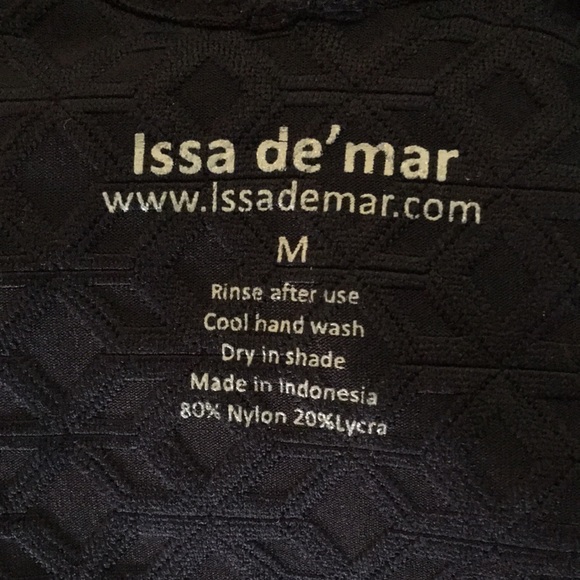 Issa de’mar
www.Issademar.com
M
Rinse after use
Cool hand wash
Dry in shade
Made in Indonesia
80% Nylon 20%Lycra